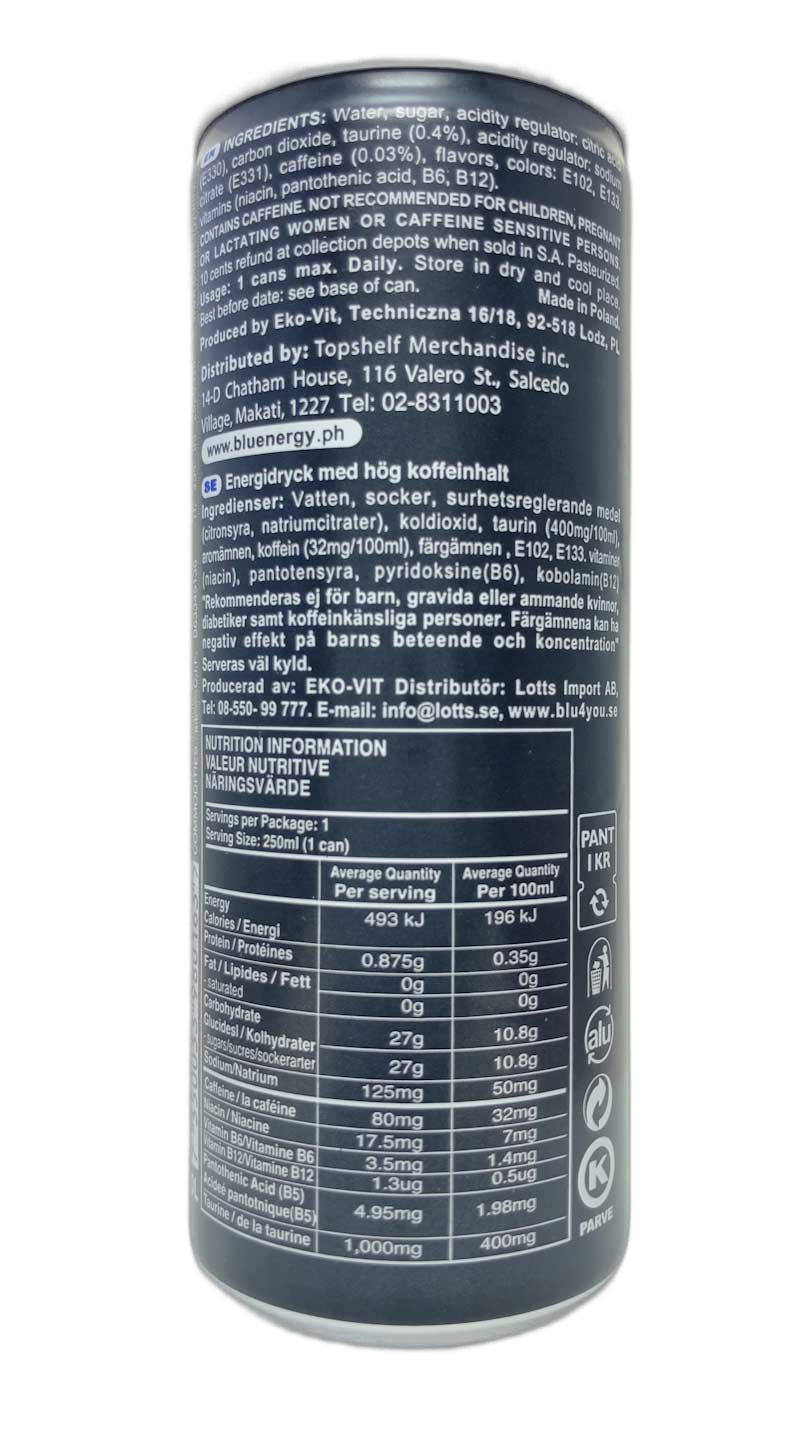 EN INGREDIENTS: Water, sugar, acidity regulator: citric acid
(E330), carbon dioxide, taurine (0.4%), acidity regulator: sodium
citrate (E331), caffeine (0.03%), flavors, colors: E102, E133,
vitamins (niacin, pantothenic acid, B6, B12).
CONTAINS CAFFEINE. NOT RECOMMENDED FOR CHILDREN, PREGNANT
OR LACTATING WOMEN OR CAFFEINE SENSITIVE PERSONS.
10 cents refund at collection depots when sold in S.A. Pasteurized.
Usage: 1 cans max. Daily. Store in dry and cool place.
Best before date: see base of can. Made in Poland.
Produced by Eko-Vit, Techniczna 16/18, 92-518 Lodz, PL
Distributed by: Topshelf Merchandise inc.
14-D Chatham House, 116 Valero St., Salcedo
Village, Makati, 1227. Tel: 02-8311003
www.bluenergy.ph
SE Energidryck med hög koffeinhalt
Ingredienser: Vatten, socker, surhetsreglerande medel
(citronsyra, natriumcitrater), koldioxid, taurin (400mg/100ml),
aromämnen, koffein (32mg/100ml), färgämnen , E102, E133. vitaminer
(niacin), pantotensyra, pyridoksine(B6), kobolamin(B12)
"Rekommenderas ej för barn, gravida eller ammande kvinnor,
diabetiker samt koffeinkänsliga personer. Färgämnena kan ha
negativ effekt på barns beteende och koncentration"
Serveras väl kyld.
Producerad av: EKO-VIT Distributör: Lotts Import AB,
Tel: 08-550- 99 777. E-mail: info@lotts.se, www.blu4you.se
NUTRITION INFORMATION
VALEUR NUTRITIVE
NÄRINGSVÄRDE
Servings per Package: 1
Serving Size: 250ml (1 can)
Average Quantity Per serving Average Quantity Per 100ml
Energy
Calories / Energi 493 kJ 196 kJ
Protein / Protéines 0.875g 0.35g
Fat / Lipides / Fett 0g 0g
- saturated 0g 0g
Carbohydrate
Glucidesl / Kolhydrater 27g 10.8g
- sugars/sucres/sockerarter 27g 10.8g
Sodium/Natrium 125mg 50mg
Caffeine / la caféine 80mg 32mg
Niacin / Niacine 17.5mg 7mg
Vitamin B6/Vitamine B6 3.5mg 1.4mg
Vitamin B12/Vitamine B12 1.3ug 0.5ug
Pantothenic Acid (B5)
Acideé pantotnique(B5) 4.95mg 1.98mg
Taurine / de la taurine 1,000mg 400mg
PANT
1 KR
alu
K
PARVE